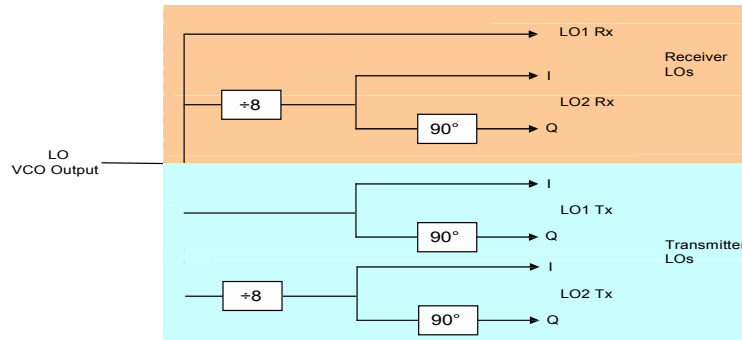 LO1 Rx
Receiver
LOs
I
÷8
LO2 Rx
90°
Q
LO
VCO Output
I
LO1 Tx
90°
Q
Transmitter
LOs
I
÷8
LO2 Tx
90°
Q